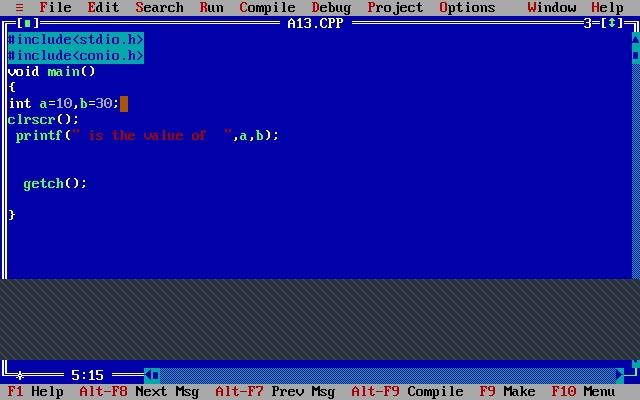 ≡ File Edit Search Run Compile Debug Project Options Window Help
[■] A13.CPP 3=[↕]
#include<stdio.h>
#include<conio.h>
void main()
{
int a=10,b=30;
clrscr();
printf(" is the value of  ",a,b);
getch();
}
5:15
F1 Help Alt-F8 Next Msg Alt-F7 Prev Msg Alt-F9 Compile F9 Make F10 Menu